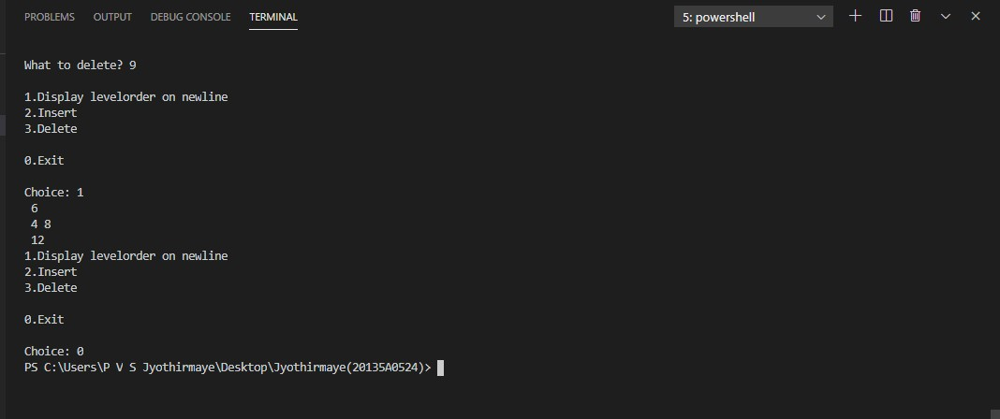 PROBLEMS OUTPUT DEBUG CONSOLE TERMINAL 5: powershell
What to delete? 9
1.Display levelorder on newline
2.Insert
3.Delete
0.Exit
Choice: 1
6
4 8
12
1.Display levelorder on newline
2.Insert
3.Delete
0.Exit
Choice: 0
PS C:\Users\P V S Jyothirmaye\Desktop\Jyothirmaye(20135A0524)>